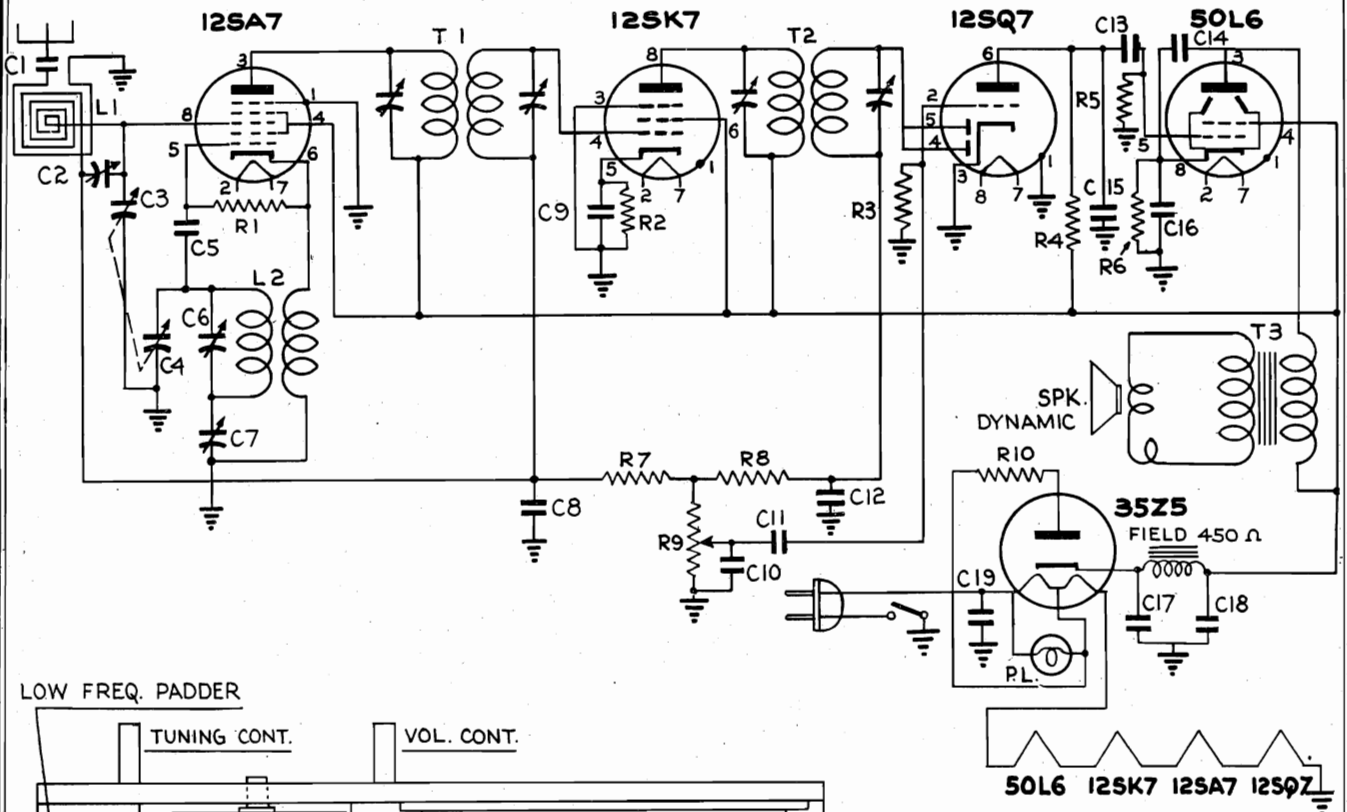 12SA7
12SK7
12SQ7
50L6
C1
L1
C2
C3
C4
C5
C6
C7
L2
R1
8
3
1
4
5
6
2
7
T1
8
3
4
5
6
1
2
7
C9
R2
T2
6
2
5
4
3
8
7
1
R3
R4
C13
R5
C15
C14
3
5
4
8
1
2
7
R6
C16
T3
SPK.
DYNAMIC
R7
R8
C8
R9
C10
C11
C12
R10
35Z5
FIELD 450 Ω
C19
C17
C18
P.L.
50L6 12SK7 12SA7 12SQ7
LOW FREQ. PADDER
TUNING CONT.
VOL. CONT.